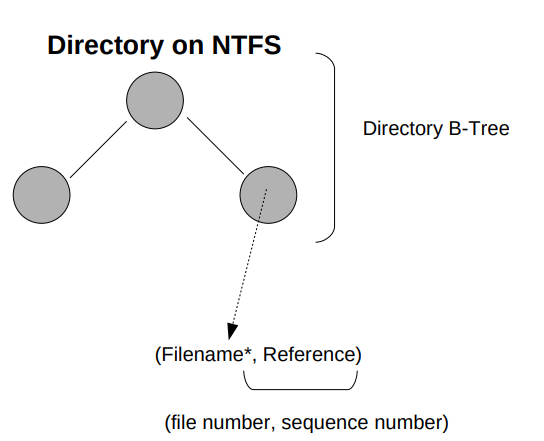 Directory on NTFS
Directory B-Tree
(Filename*, Reference)
(file number, sequence number)